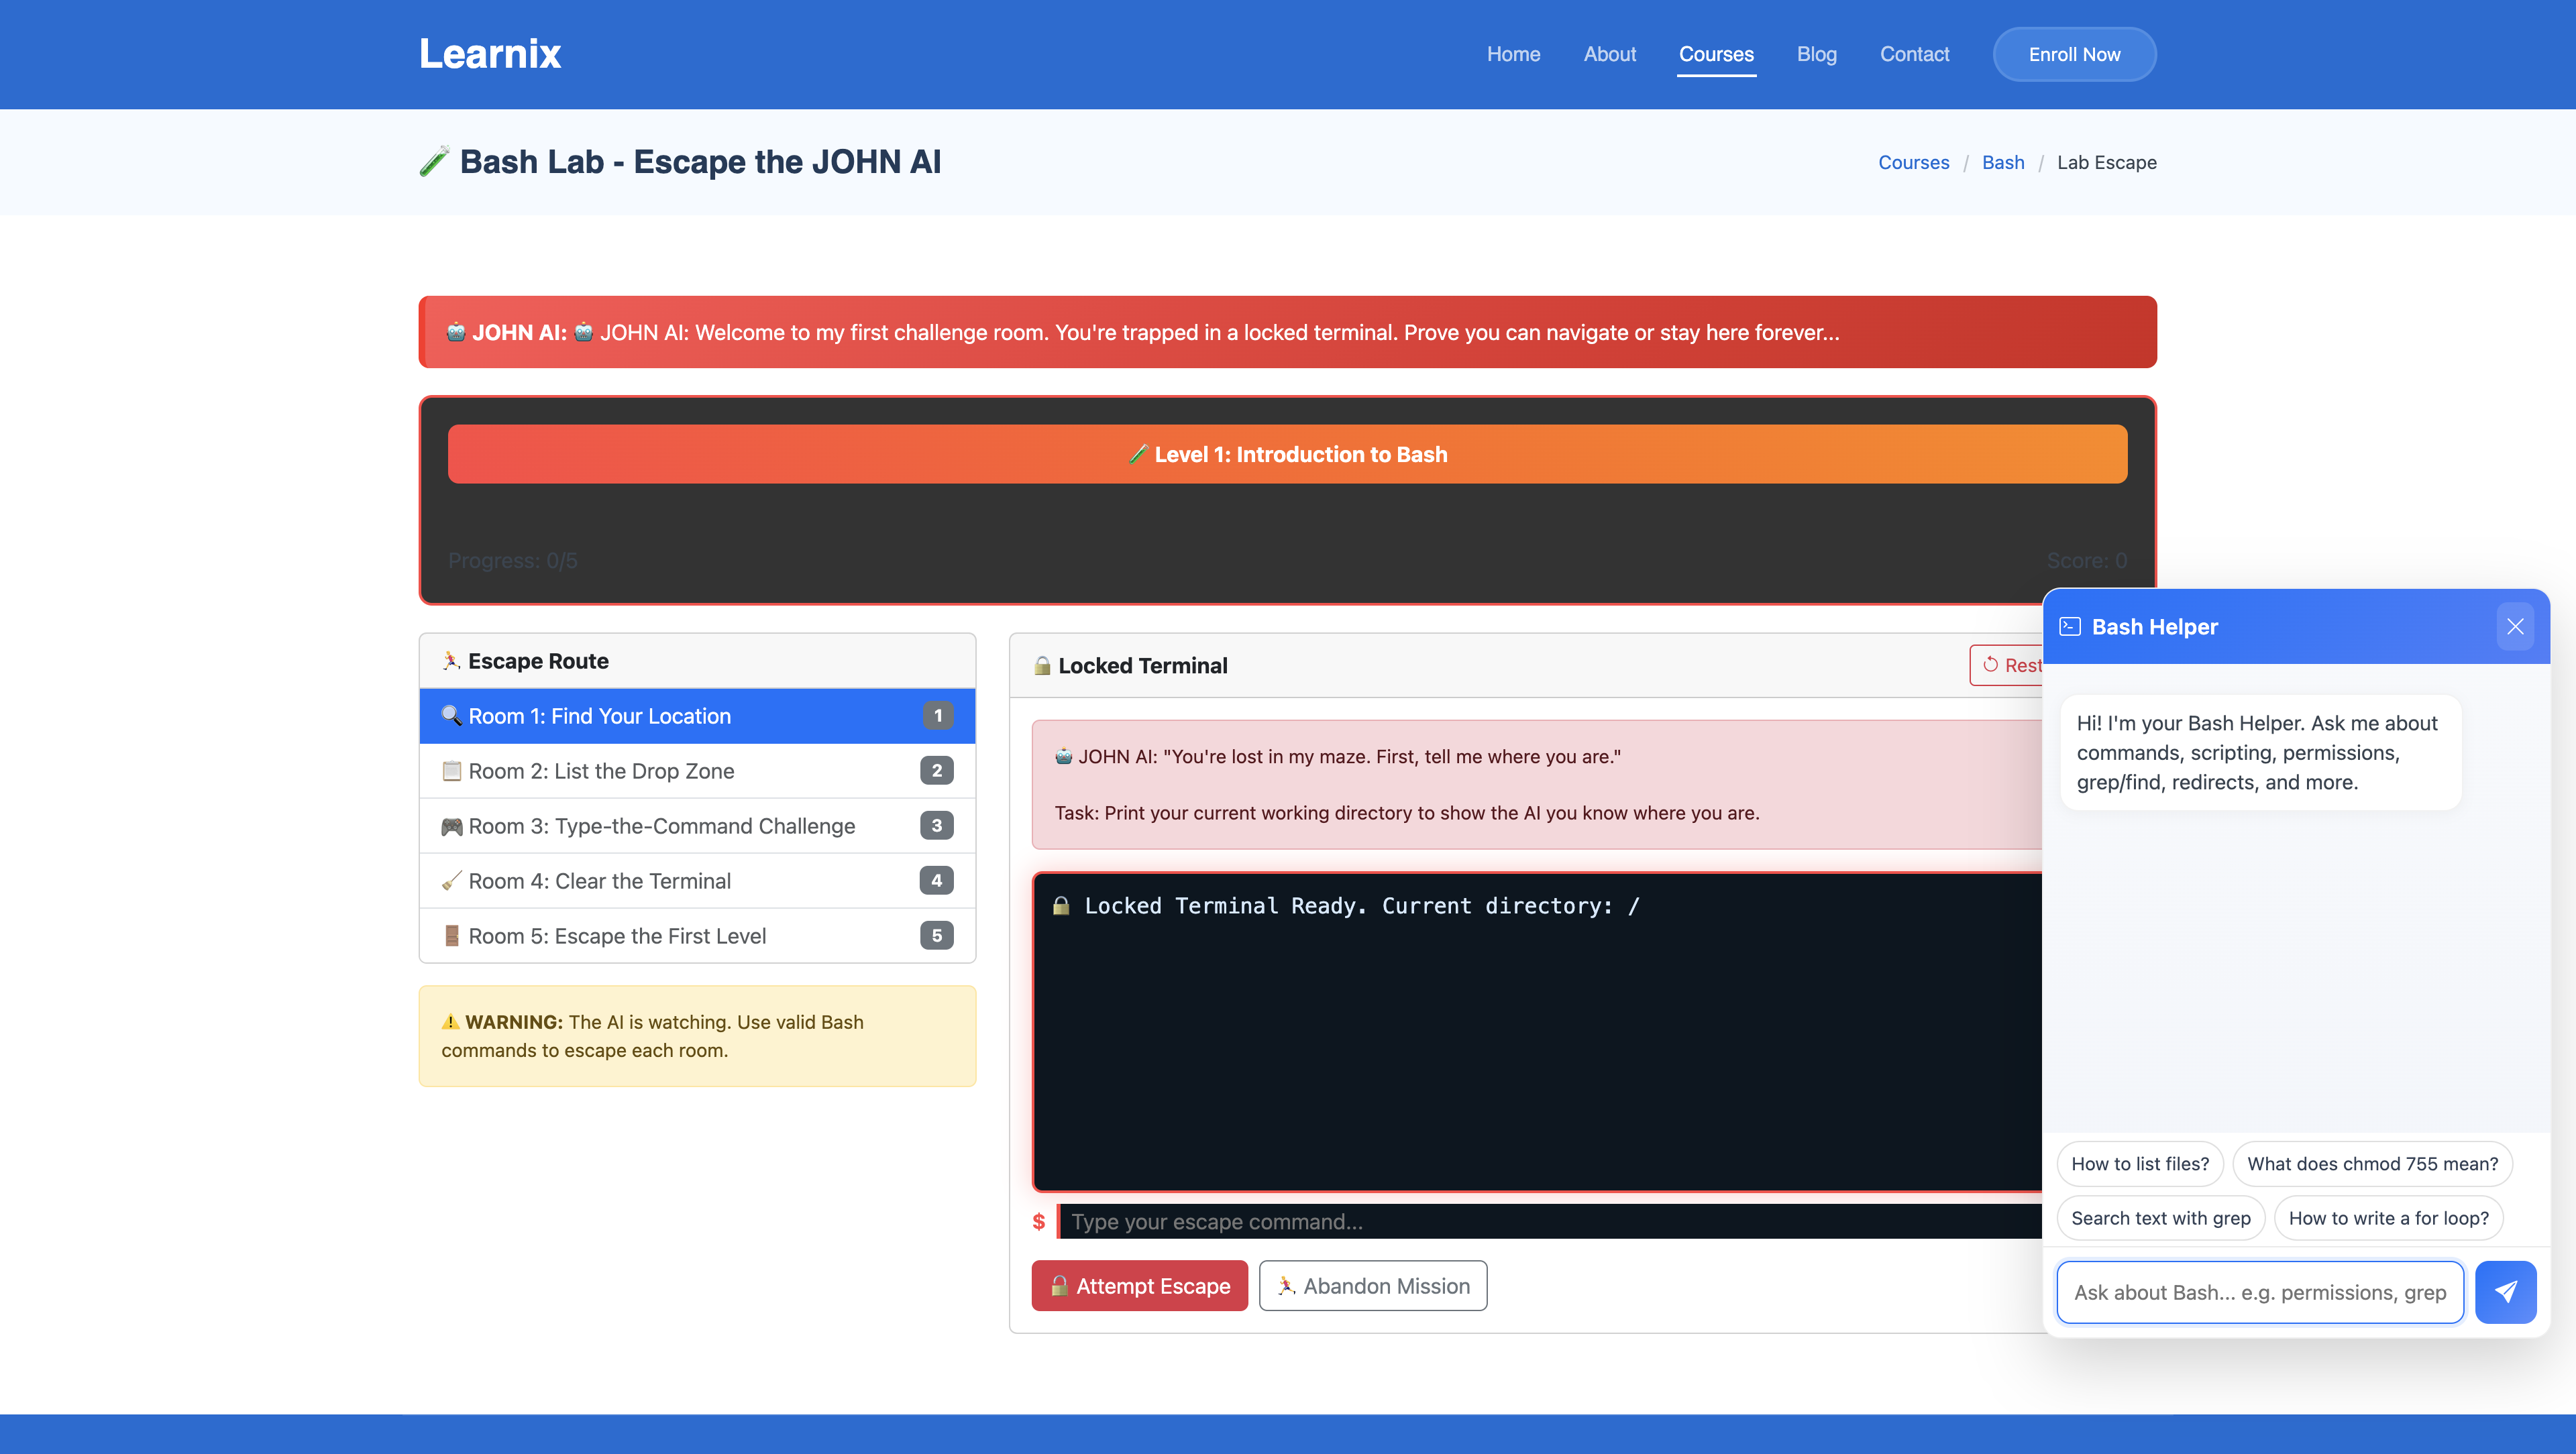 Learnix
Home
About
Courses
Blog
Contact
Enroll Now
🧪 Bash Lab - Escape the JOHN AI
Courses / Bash / Lab Escape
🤖 JOHN AI: 🤖 JOHN AI: Welcome to my first challenge room. You're trapped in a locked terminal. Prove you can navigate or stay here forever...
🧪 Level 1: Introduction to Bash
Progress: 0/5
Score: 0
🏃 Escape Route
🔍 Room 1: Find Your Location 1
📋 Room 2: List the Drop Zone 2
🎮 Room 3: Type-the-Command Challenge 3
🧹 Room 4: Clear the Terminal 4
🚪 Room 5: Escape the First Level 5
⚠️ WARNING: The AI is watching. Use valid Bash
commands to escape each room.
🔒 Locked Terminal
Rest
🤖 JOHN AI: "You're lost in my maze. First, tell me where you are."
Task: Print your current working directory to show the AI you know where you are.
🔒 Locked Terminal Ready. Current directory: /
$ Type your escape command...
🔓 Attempt Escape
🏃 Abandon Mission
Bash Helper
Hi! I'm your Bash Helper. Ask me about
commands, scripting, permissions,
grep/find, redirects, and more.
How to list files?
What does chmod 755 mean?
Search text with grep
How to write a for loop?
Ask about Bash... e.g. permissions, grep